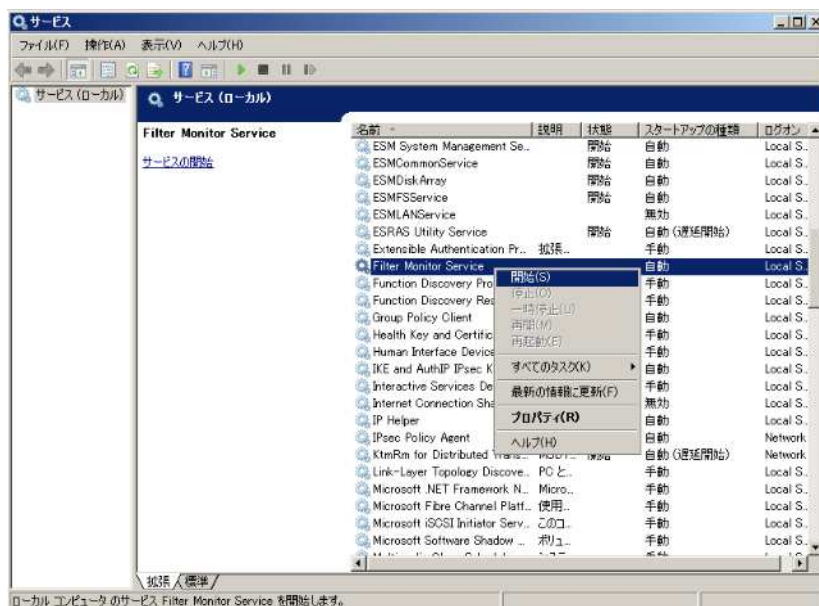 サービス
ファイル(F) 操作(A) 表示(V) ヘルプ(H)
サービス (ローカル)
サービス (ローカル)
Filter Monitor Service
サービスの開始
名前 説明 状態 スタートアップの種類 ログオン
ESM System Management Se.. 開始 自動 Local S..
ESMCommonService 開始 自動 Local S..
ESMDiskArray 開始 自動 Local S..
ESMFSService 開始 自動 Local S..
ESMLANService 無効 Local S..
ESRAS Utility Service 開始 自動 (遅延開始) Local S..
Extensible Authentication Pr.. 拡張.. 手動 Local S..
Filter Monitor Service 自動 Local S..
Function Discovery Pro 手動 Local S..
Function Discovery Res 手動 Local S..
Group Policy Client 自動 Local S..
Health Key and Certific 手動 Local S..
Human Interface Device 手動 Local S..
IKE and AuthIP IPsec K 自動 Local S..
Interactive Services De 手動 Local S..
Internet Connection Sha 無効 Local S..
IP Helper 自動 Local S..
IPsec Policy Agent 自動 Network
KtmRm for Distributed Trans.. MSDT.. 開始 自動 (遅延開始) Network
Link-Layer Topology Discove.. PC と.. 手動 Local S..
Microsoft .NET Framework N.. Micro.. 手動 Local S..
Microsoft Fibre Channel Platf.. 使用.. 手動 Local S..
Microsoft iSCSI Initiator Serv.. このコ.. 手動 Local S..
Microsoft Software Shadow ... ボリュ.. 手動 Local S..
開始(S)
停止(O)
一時停止(U)
再開(M)
再起動(E)
すべてのタスク(K)
最新の情報に更新(F)
プロパティ(R)
ヘルプ(H)
拡張 標準
ローカル コンピュータ のサービス Filter Monitor Service を開始します。